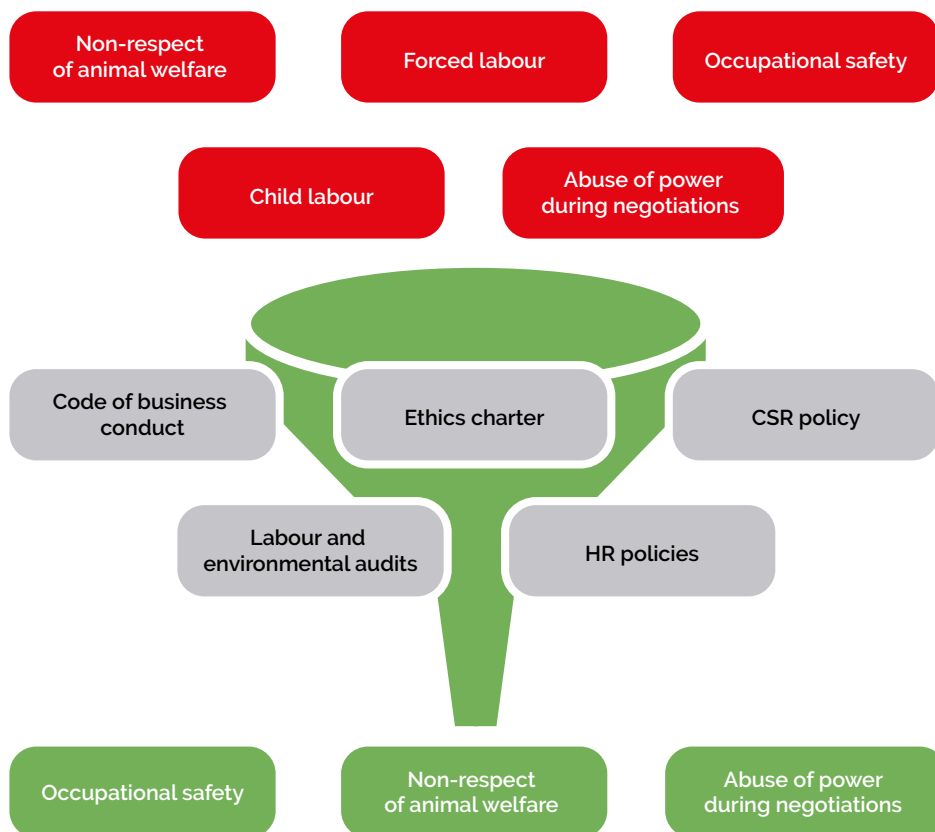 Non-respect
of animal welfare
Forced labour
Occupational safety
Child labour
Abuse of power
during negotiations
Code of business
conduct
Ethics charter
CSR policy
Labour and
environmental audits
HR policies
Occupational safety
Non-respect
of animal welfare
Abuse of power
during negotiations